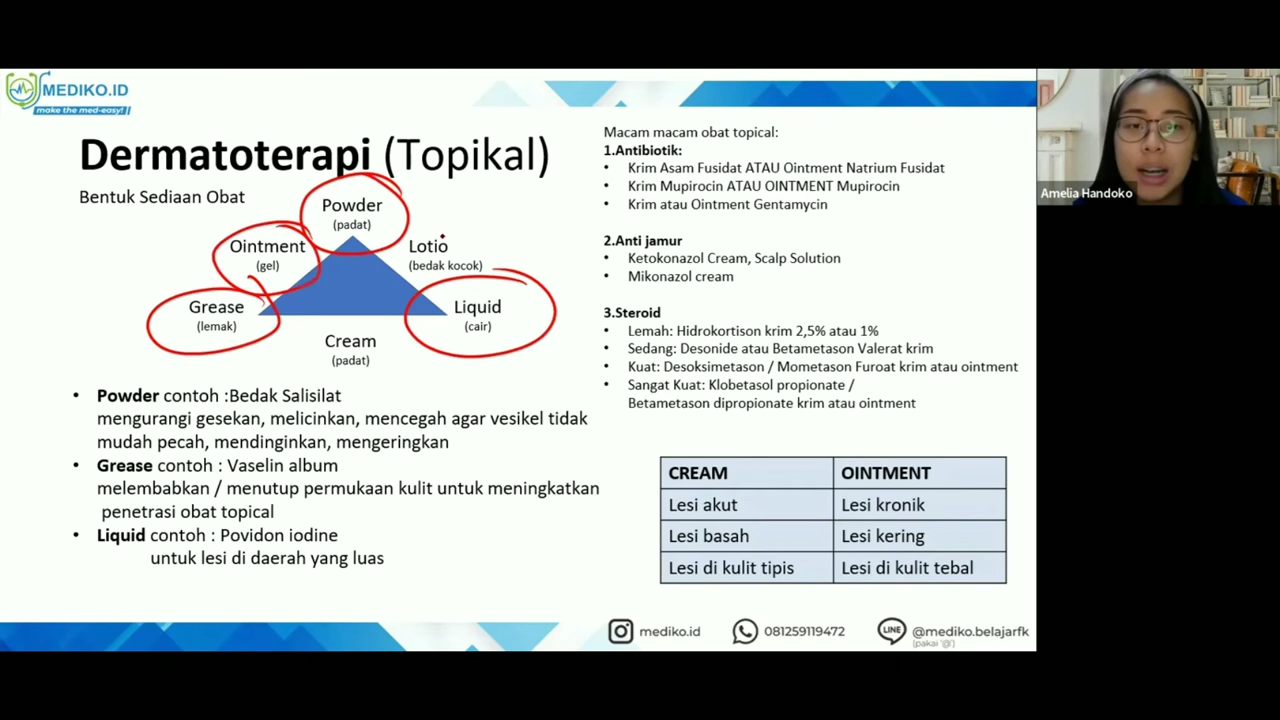 MEDIKO.ID
make the med-easy!
Dermatoterapi (Topikal)
Bentuk Sediaan Obat
Powder
(padat)
Ointment
(gel)
Lotio
(bedak kocok)
Grease
(lemak)
Liquid
(cair)
Cream
(padat)
• Powder contoh :Bedak Salisilat
mengurangi gesekan, melicinkan, mencegah agar vesikel tidak
mudah pecah, mendinginkan, mengeringkan
• Grease contoh : Vaselin album
melembabkan / menutup permukaan kulit untuk meningkatkan
penetrasi obat topical
• Liquid contoh : Povidon iodine
untuk lesi di daerah yang luas
Macam macam obat topical:
1.Antibiotik:
• Krim Asam Fusidat ATAU Ointment Natrium Fusidat
• Krim Mupirocin ATAU OINTMENT Mupirocin
• Krim atau Ointment Gentamycin
2.Anti jamur
• Ketokonazol Cream, Scalp Solution
• Mikonazol cream
3.Steroid
• Lemah: Hidrokortison krim 2,5% atau 1%
• Sedang: Desonide atau Betametason Valerat krim
• Kuat: Desoksimetason / Mometason Furoat krim atau ointment
• Sangat Kuat: Klobetasol propionate /
Betametason dipropionate krim atau ointment
CREAM OINTMENT
Lesi akut Lesi kronik
Lesi basah Lesi kering
Lesi di kulit tipis Lesi di kulit tebal
mediko.id
081259119472
LINE
@mediko.belajarfk
(pakai '@')
Amelia Handoko